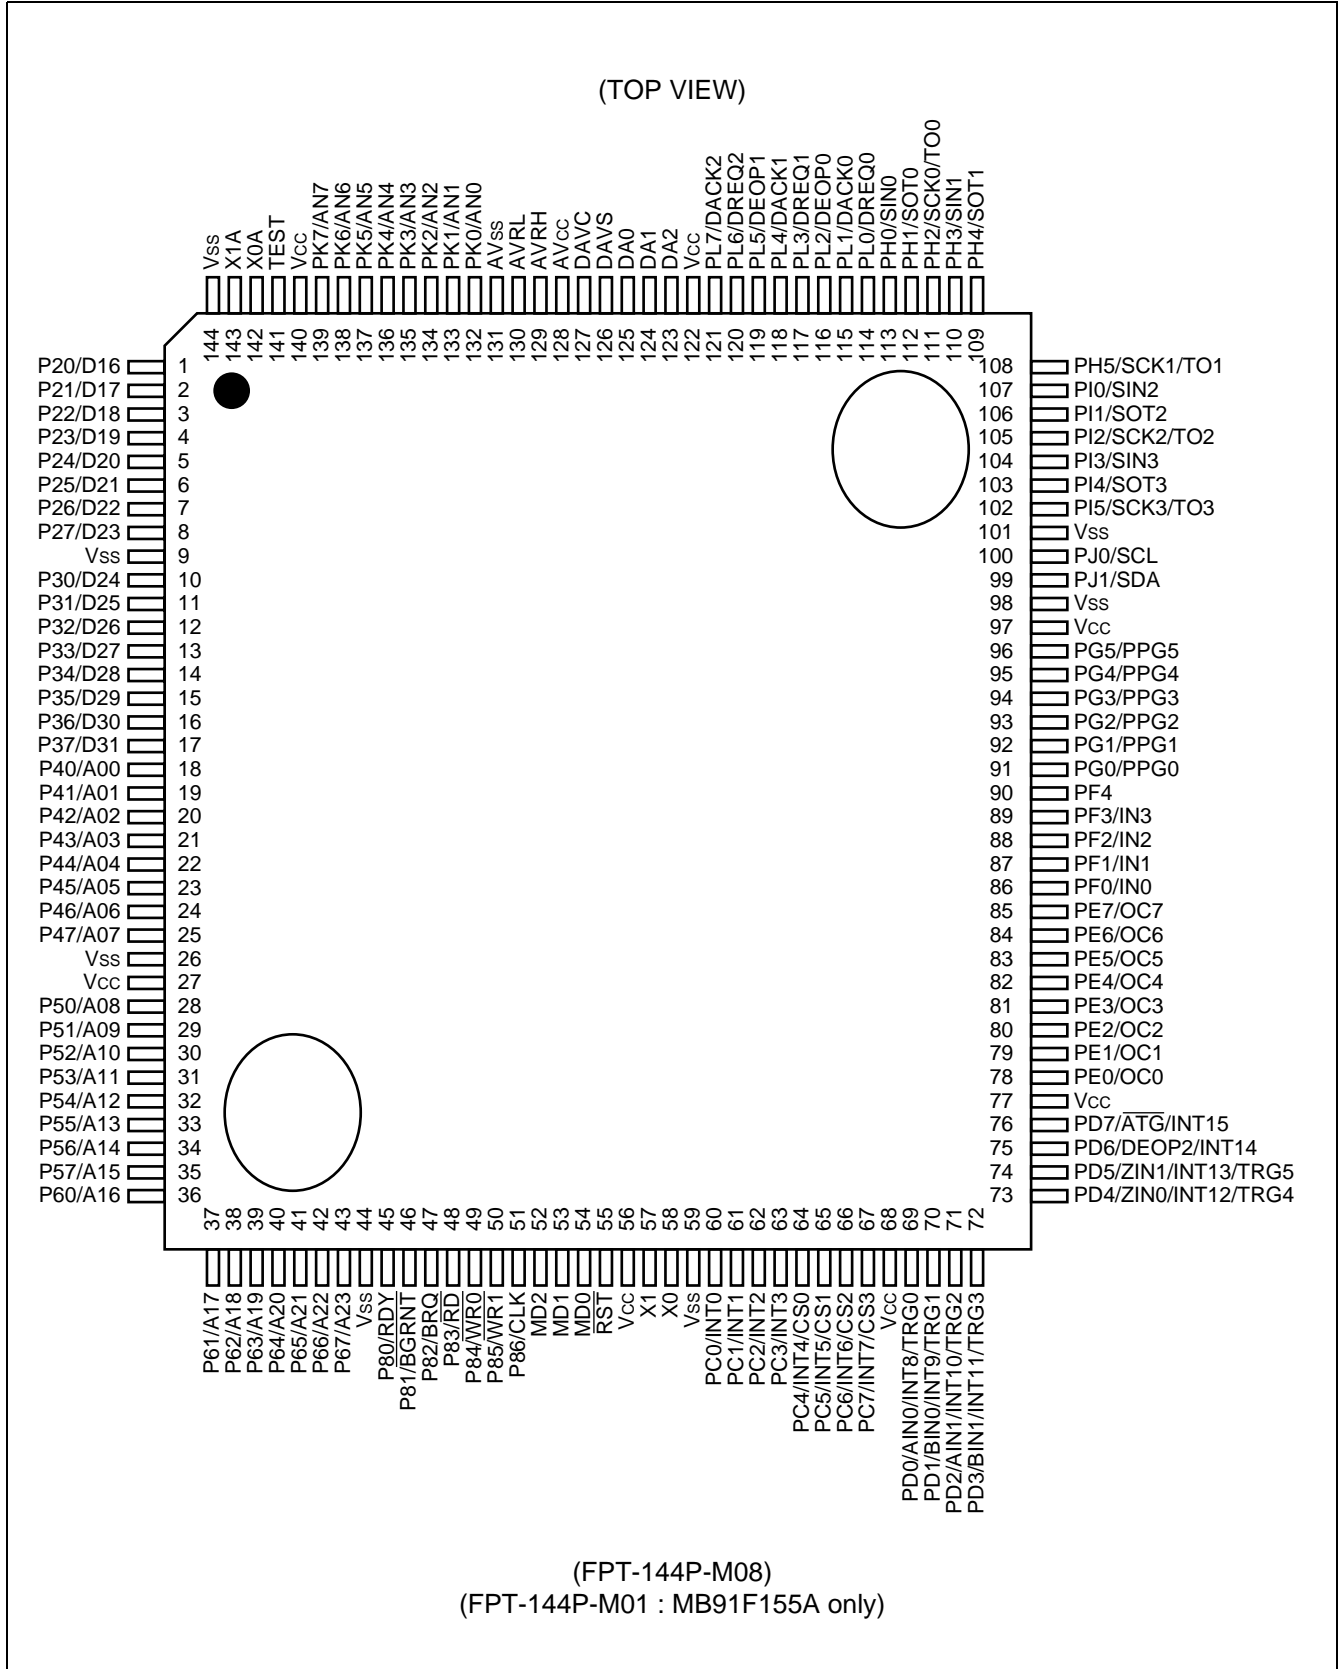 (TOP VIEW)
VSS
X1A
X0A
TEST
VCC
PK7/AN7
PK6/AN6
PK5/AN5
PK4/AN4
PK3/AN3
PK2/AN2
PK1/AN1
PK0/AN0
AVSS
AVRL
AVRH
AVCC
DAVC
DAVS
DA0
DA1
DA2
VCC
PL7/DACK2
PL6/DREQ2
PL5/DEOP1
PL4/DACK1
PL3/DREQ1
PL2/DEOP0
PL1/DACK0
PL0/DREQ0
PH0/SIN0
PH1/SOT0
PH2/SCK0/TO0
PH3/SIN1
PH4/SOT1
144
143
142
141
140
139
138
137
136
135
134
133
132
131
130
129
128
127
126
125
124
123
122
121
120
119
118
117
116
115
114
113
112
111
110
109
P20/D16 1
P21/D17 2
P22/D18 3
P23/D19 4
P24/D20 5
P25/D21 6
P26/D22 7
P27/D23 8
VSS 9
P30/D24 10
P31/D25 11
P32/D26 12
P33/D27 13
P34/D28 14
P35/D29 15
P36/D30 16
P37/D31 17
P40/A00 18
P41/A01 19
P42/A02 20
P43/A03 21
P44/A04 22
P45/A05 23
P46/A06 24
P47/A07 25
VSS 26
VCC 27
P50/A08 28
P51/A09 29
P52/A10 30
P53/A11 31
P54/A12 32
P55/A13 33
P56/A14 34
P57/A15 35
P60/A16 36
108 PH5/SCK1/TO1
107 PI0/SIN2
106 PI1/SOT2
105 PI2/SCK2/TO2
104 PI3/SIN3
103 PI4/SOT3
102 PI5/SCK3/TO3
101 VSS
100 PJ0/SCL
99 PJ1/SDA
98 VSS
97 VCC
96 PG5/PPG5
95 PG4/PPG4
94 PG3/PPG3
93 PG2/PPG2
92 PG1/PPG1
91 PG0/PPG0
90 PF4
89 PF3/IN3
88 PF2/IN2
87 PF1/IN1
86 PF0/IN0
85 PE7/OC7
84 PE6/OC6
83 PE5/OC5
82 PE4/OC4
81 PE3/OC3
80 PE2/OC2
79 PE1/OC1
78 PE0/OC0
77 VCC
76 PD7/ATG/INT15
75 PD6/DEOP2/INT14
74 PD5/ZIN1/INT13/TRG5
73 PD4/ZIN0/INT12/TRG4
37
38
39
40
41
42
43
44
45
46
47
48
49
50
51
52
53
54
55
56
57
58
59
60
61
62
63
64
65
66
67
68
69
70
71
72
P61/A17
P62/A18
P63/A19
P64/A20
P65/A21
P66/A22
P67/A23
VSS
P80/RDY
P81/BGRNT
P82/BRQ
P83/RD
P84/WR0
P85/WR1
P86/CLK
MD2
MD1
MD0
RST
VCC
X1
X0
VSS
PC0/INT0
PC1/INT1
PC2/INT2
PC3/INT3
PC4/INT4/CS0
PC5/INT5/CS1
PC6/INT6/CS2
PC7/INT7/CS3
VCC
PD0/AIN0/INT8/TRG0
PD1/BIN0/INT9/TRG1
PD2/AIN1/INT10/TRG2
PD3/BIN1/INT11/TRG3
(FPT-144P-M08)
(FPT-144P-M01 : MB91F155A only)